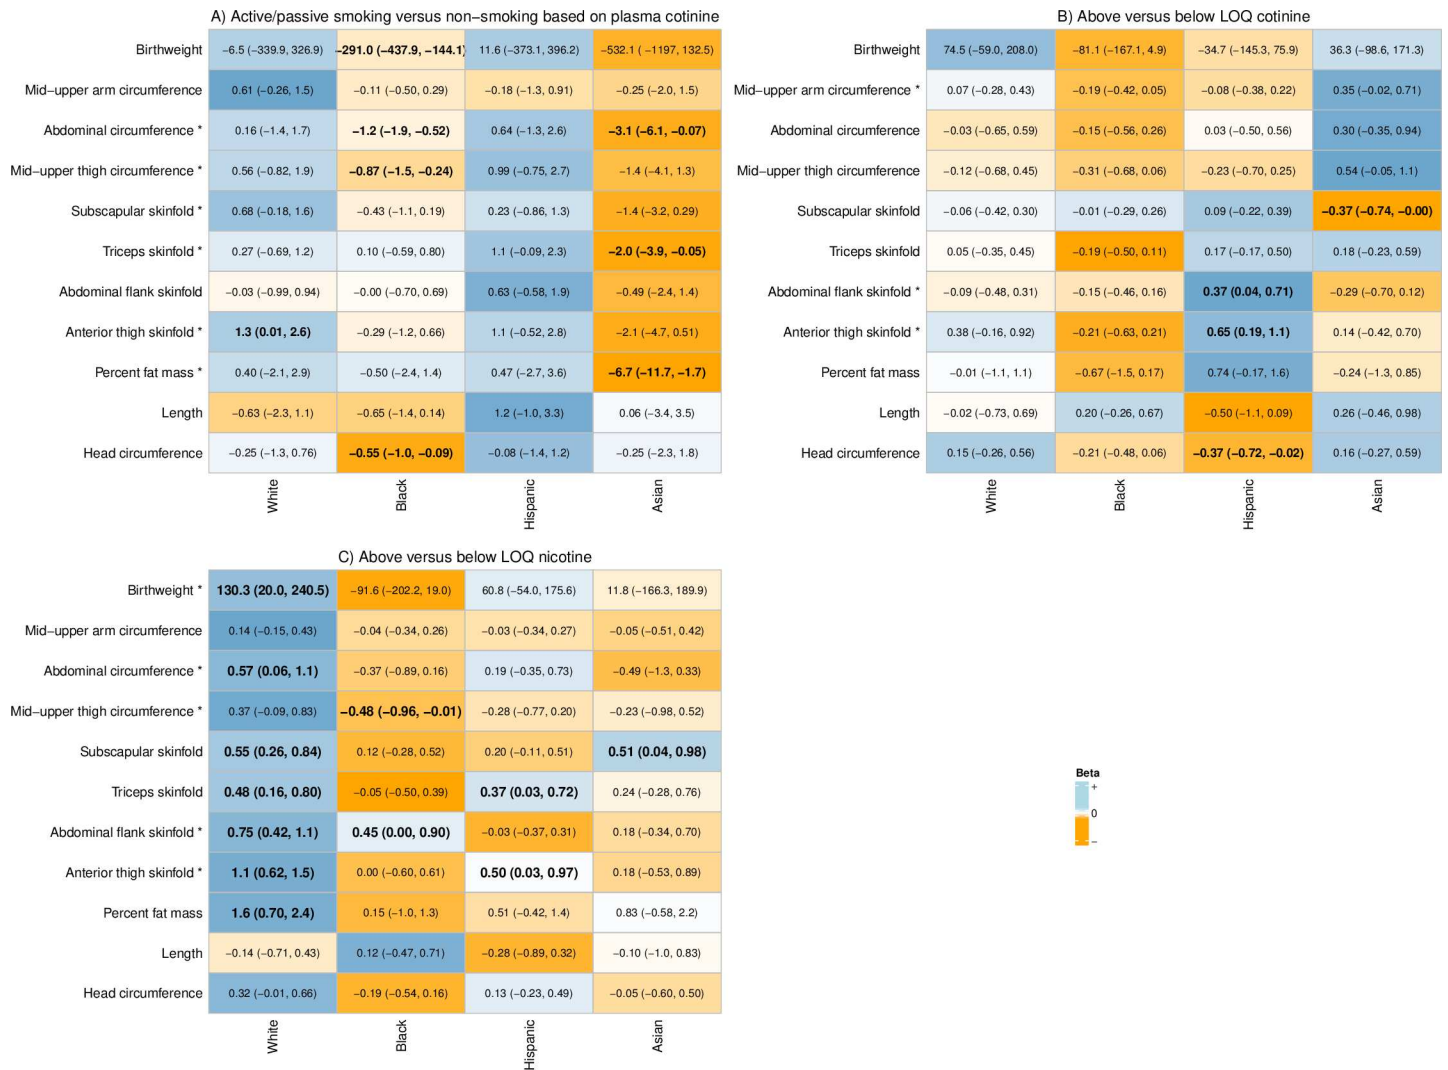 A) Active/passive smoking versus non−smoking based on plasma cotinine
Birthweight −6.5 (−339.9, 326.9) −291.0 (−437.9, −144.1) 11.6 (−373.1, 396.2) −532.1 ( −1197, 132.5)
Mid−upper arm circumference 0.61 (−0.26, 1.5) −0.11 (−0.50, 0.29) −0.18 (−1.3, 0.91) −0.25 (−2.0, 1.5)
Abdominal circumference * 0.16 (−1.4, 1.7) −1.2 (−1.9, −0.52) 0.64 (−1.3, 2.6) −3.1 (−6.1, −0.07)
Mid−upper thigh circumference * 0.56 (−0.82, 1.9) −0.87 (−1.5, −0.24) 0.99 (−0.75, 2.7) −1.4 (−4.1, 1.3)
Subscapular skinfold * 0.68 (−0.18, 1.6) −0.43 (−1.1, 0.19) 0.23 (−0.86, 1.3) −1.4 (−3.2, 0.29)
Triceps skinfold * 0.27 (−0.69, 1.2) 0.10 (−0.59, 0.80) 1.1 (−0.09, 2.3) −2.0 (−3.9, −0.05)
Abdominal flank skinfold −0.03 (−0.99, 0.94) −0.00 (−0.70, 0.69) 0.63 (−0.58, 1.9) −0.49 (−2.4, 1.4)
Anterior thigh skinfold * 1.3 (0.01, 2.6) −0.29 (−1.2, 0.66) 1.1 (−0.52, 2.8) −2.1 (−4.7, 0.51)
Percent fat mass * 0.40 (−2.1, 2.9) −0.50 (−2.4, 1.4) 0.47 (−2.7, 3.6) −6.7 (−11.7, −1.7)
Length −0.63 (−2.3, 1.1) −0.65 (−1.4, 0.14) 1.2 (−1.0, 3.3) 0.06 (−3.4, 3.5)
Head circumference −0.25 (−1.3, 0.76) −0.55 (−1.0, −0.09) −0.08 (−1.4, 1.2) −0.25 (−2.3, 1.8)
White Black Hispanic Asian
B) Above versus below LOQ cotinine
Birthweight 74.5 (−59.0, 208.0) −81.1 (−167.1, 4.9) −34.7 (−145.3, 75.9) 36.3 (−98.6, 171.3)
Mid−upper arm circumference * 0.07 (−0.28, 0.43) −0.19 (−0.42, 0.05) −0.08 (−0.38, 0.22) 0.35 (−0.02, 0.71)
Abdominal circumference −0.03 (−0.65, 0.59) −0.15 (−0.56, 0.26) 0.03 (−0.50, 0.56) 0.30 (−0.35, 0.94)
Mid−upper thigh circumference −0.12 (−0.68, 0.45) −0.31 (−0.68, 0.06) −0.23 (−0.70, 0.25) 0.54 (−0.05, 1.1)
Subscapular skinfold −0.06 (−0.42, 0.30) −0.01 (−0.29, 0.26) 0.09 (−0.22, 0.39) −0.37 (−0.74, −0.00)
Triceps skinfold 0.05 (−0.35, 0.45) −0.19 (−0.50, 0.11) 0.17 (−0.17, 0.50) 0.18 (−0.23, 0.59)
Abdominal flank skinfold * −0.09 (−0.48, 0.31) −0.15 (−0.46, 0.16) 0.37 (0.04, 0.71) −0.29 (−0.70, 0.12)
Anterior thigh skinfold * 0.38 (−0.16, 0.92) −0.21 (−0.63, 0.21) 0.65 (0.19, 1.1) 0.14 (−0.42, 0.70)
Percent fat mass −0.01 (−1.1, 1.1) −0.67 (−1.5, 0.17) 0.74 (−0.17, 1.6) −0.24 (−1.3, 0.85)
Length −0.02 (−0.73, 0.69) 0.20 (−0.26, 0.67) −0.50 (−1.1, 0.09) 0.26 (−0.46, 0.98)
Head circumference 0.15 (−0.26, 0.56) −0.21 (−0.48, 0.06) −0.37 (−0.72, −0.02) 0.16 (−0.27, 0.59)
White Black Hispanic Asian
C) Above versus below LOQ nicotine
Birthweight * 130.3 (20.0, 240.5) −91.6 (−202.2, 19.0) 60.8 (−54.0, 175.6) 11.8 (−166.3, 189.9)
Mid−upper arm circumference 0.14 (−0.15, 0.43) −0.04 (−0.34, 0.26) −0.03 (−0.34, 0.27) −0.05 (−0.51, 0.42)
Abdominal circumference * 0.57 (0.06, 1.1) −0.37 (−0.89, 0.16) 0.19 (−0.35, 0.73) −0.49 (−1.3, 0.33)
Mid−upper thigh circumference * 0.37 (−0.09, 0.83) −0.48 (−0.96, −0.01) −0.28 (−0.77, 0.20) −0.23 (−0.98, 0.52)
Subscapular skinfold 0.55 (0.26, 0.84) 0.12 (−0.28, 0.52) 0.20 (−0.11, 0.51) 0.51 (0.04, 0.98)
Triceps skinfold 0.48 (0.16, 0.80) −0.05 (−0.50, 0.39) 0.37 (0.03, 0.72) 0.24 (−0.28, 0.76)
Abdominal flank skinfold * 0.75 (0.42, 1.1) 0.45 (0.00, 0.90) −0.03 (−0.37, 0.31) 0.18 (−0.34, 0.70)
Anterior thigh skinfold * 1.1 (0.62, 1.5) 0.00 (−0.60, 0.61) 0.50 (0.03, 0.97) 0.18 (−0.53, 0.89)
Percent fat mass 1.6 (0.70, 2.4) 0.15 (−1.0, 1.3) 0.51 (−0.42, 1.4) 0.83 (−0.58, 2.2)
Length −0.14 (−0.71, 0.43) 0.12 (−0.47, 0.71) −0.28 (−0.89, 0.32) −0.10 (−1.0, 0.83)
Head circumference 0.32 (−0.01, 0.66) −0.19 (−0.54, 0.16) 0.13 (−0.23, 0.49) −0.05 (−0.60, 0.50)
White Black Hispanic Asian
Beta
+
0
−